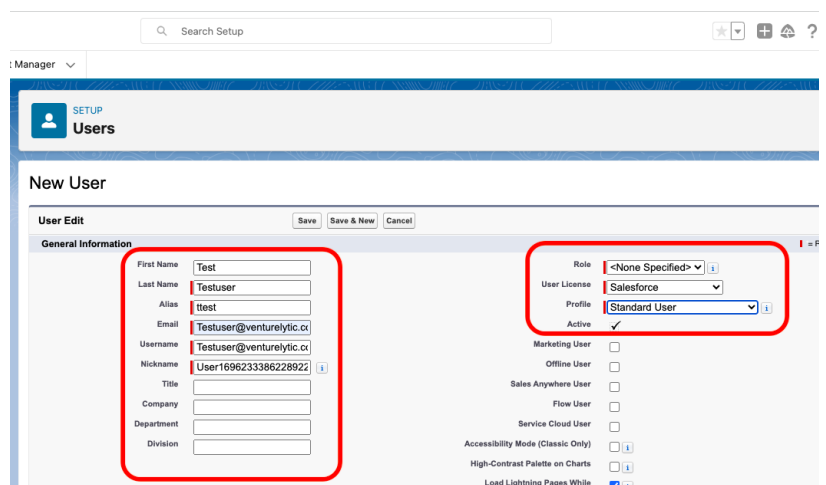 Search Setup
t Manager
SETUP
Users
New User
User Edit
Save
Save & New
Cancel
General Information
= F
First Name
Test
Last Name
Testuser
Alias
ttest
Email
Testuser@venturelytic.cc
Username
Testuser@venturelytic.cc
Nickname
User1696233386228922
i
Title
Company
Department
Division
Role
<None Specified>
i
User License
Salesforce
Profile
Standard User
i
Active
Marketing User
Offline User
Sales Anywhere User
Flow User
Service Cloud User
Accessibility Mode (Classic Only)
i
High-Contrast Palette on Charts
i
Load Lightning Pages While